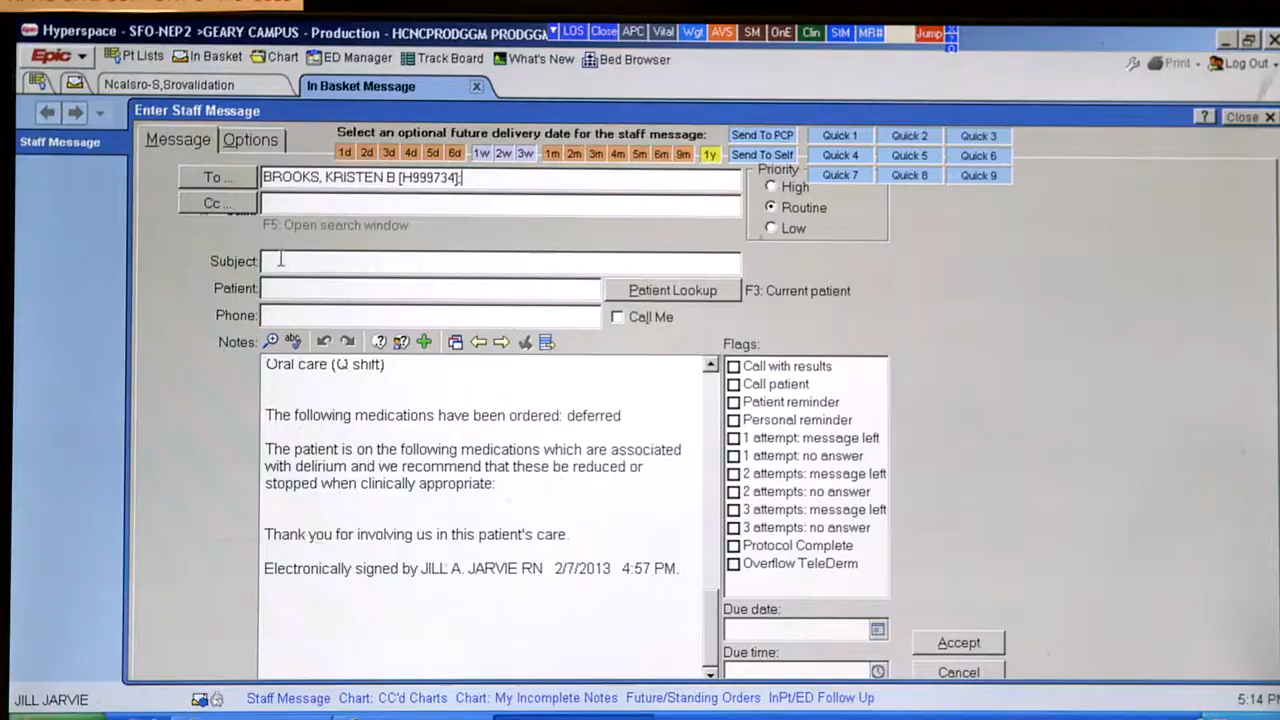 Hyperspace - SFO-NEP2 >GEARY CAMPUS - Production - HCNCPRODGGM PRODGGA
LOS Close APC Vital Wgt AVS SM OnE Clin StM MR# Jump
Epic Pt Lists In Basket Chart ED Manager Track Board What's New Bed Browser Print Log Out
Ncalsro-S,Srovalidation In Basket Message
Enter Staff Message ? Close
Staff Message
Message Options
Select an optional future delivery date for the staff message:
1d 2d 3d 4d 5d 6d 1w 2w 3w 1m 2m 3m 4m 5m 6m 9m 1y
Send To PCP Quick 1 Quick 2 Quick 3
Send To Self Quick 4 Quick 5 Quick 6
Quick 7 Quick 8 Quick 9
To ... BROOKS, KRISTEN B [H999734];
Cc ...
F5: Open search window
Priority
High
Routine
Low
Subject:
Patient: Patient Lookup F3: Current patient
Phone: Call Me
Notes:
Oral care (Q shift)
The following medications have been ordered: deferred
The patient is on the following medications which are associated
with delirium and we recommend that these be reduced or
stopped when clinically appropriate:
Thank you for involving us in this patient's care.
Electronically signed by JILL A. JARVIE RN 2/7/2013 4:57 PM.
Flags:
Call with results
Call patient
Patient reminder
Personal reminder
1 attempt: message left
1 attempt: no answer
2 attempts: message left
2 attempts: no answer
3 attempts: message left
3 attempts: no answer
Protocol Complete
Overflow TeleDerm
Due date:
Due time:
Accept
Cancel
JILL JARVIE Staff Message Chart: CC'd Charts Chart: My Incomplete Notes Future/Standing Orders InPt/ED Follow Up 5:14 P